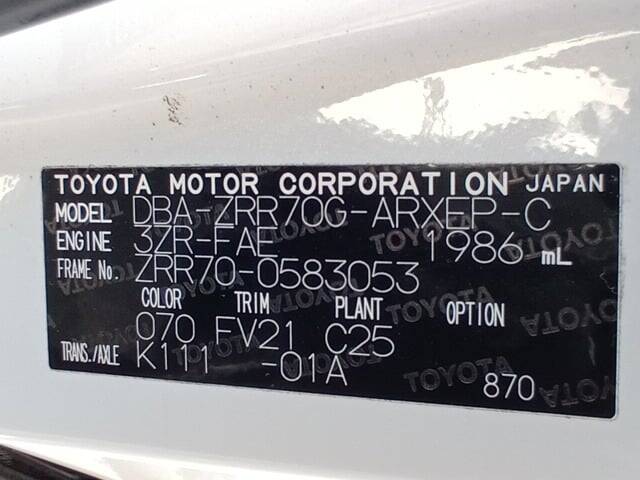 TOYOTA MOTOR CORPORATION JAPAN
MODEL DBA-ZRR70G-ARXEP-C
ENGINE 3ZR-FAE 1986 mL
FRAME No. ZRR70-0583053
COLOR TRIM PLANT OPTION
070 FV21 C25
TRANS./AXLE K111 -01A
870